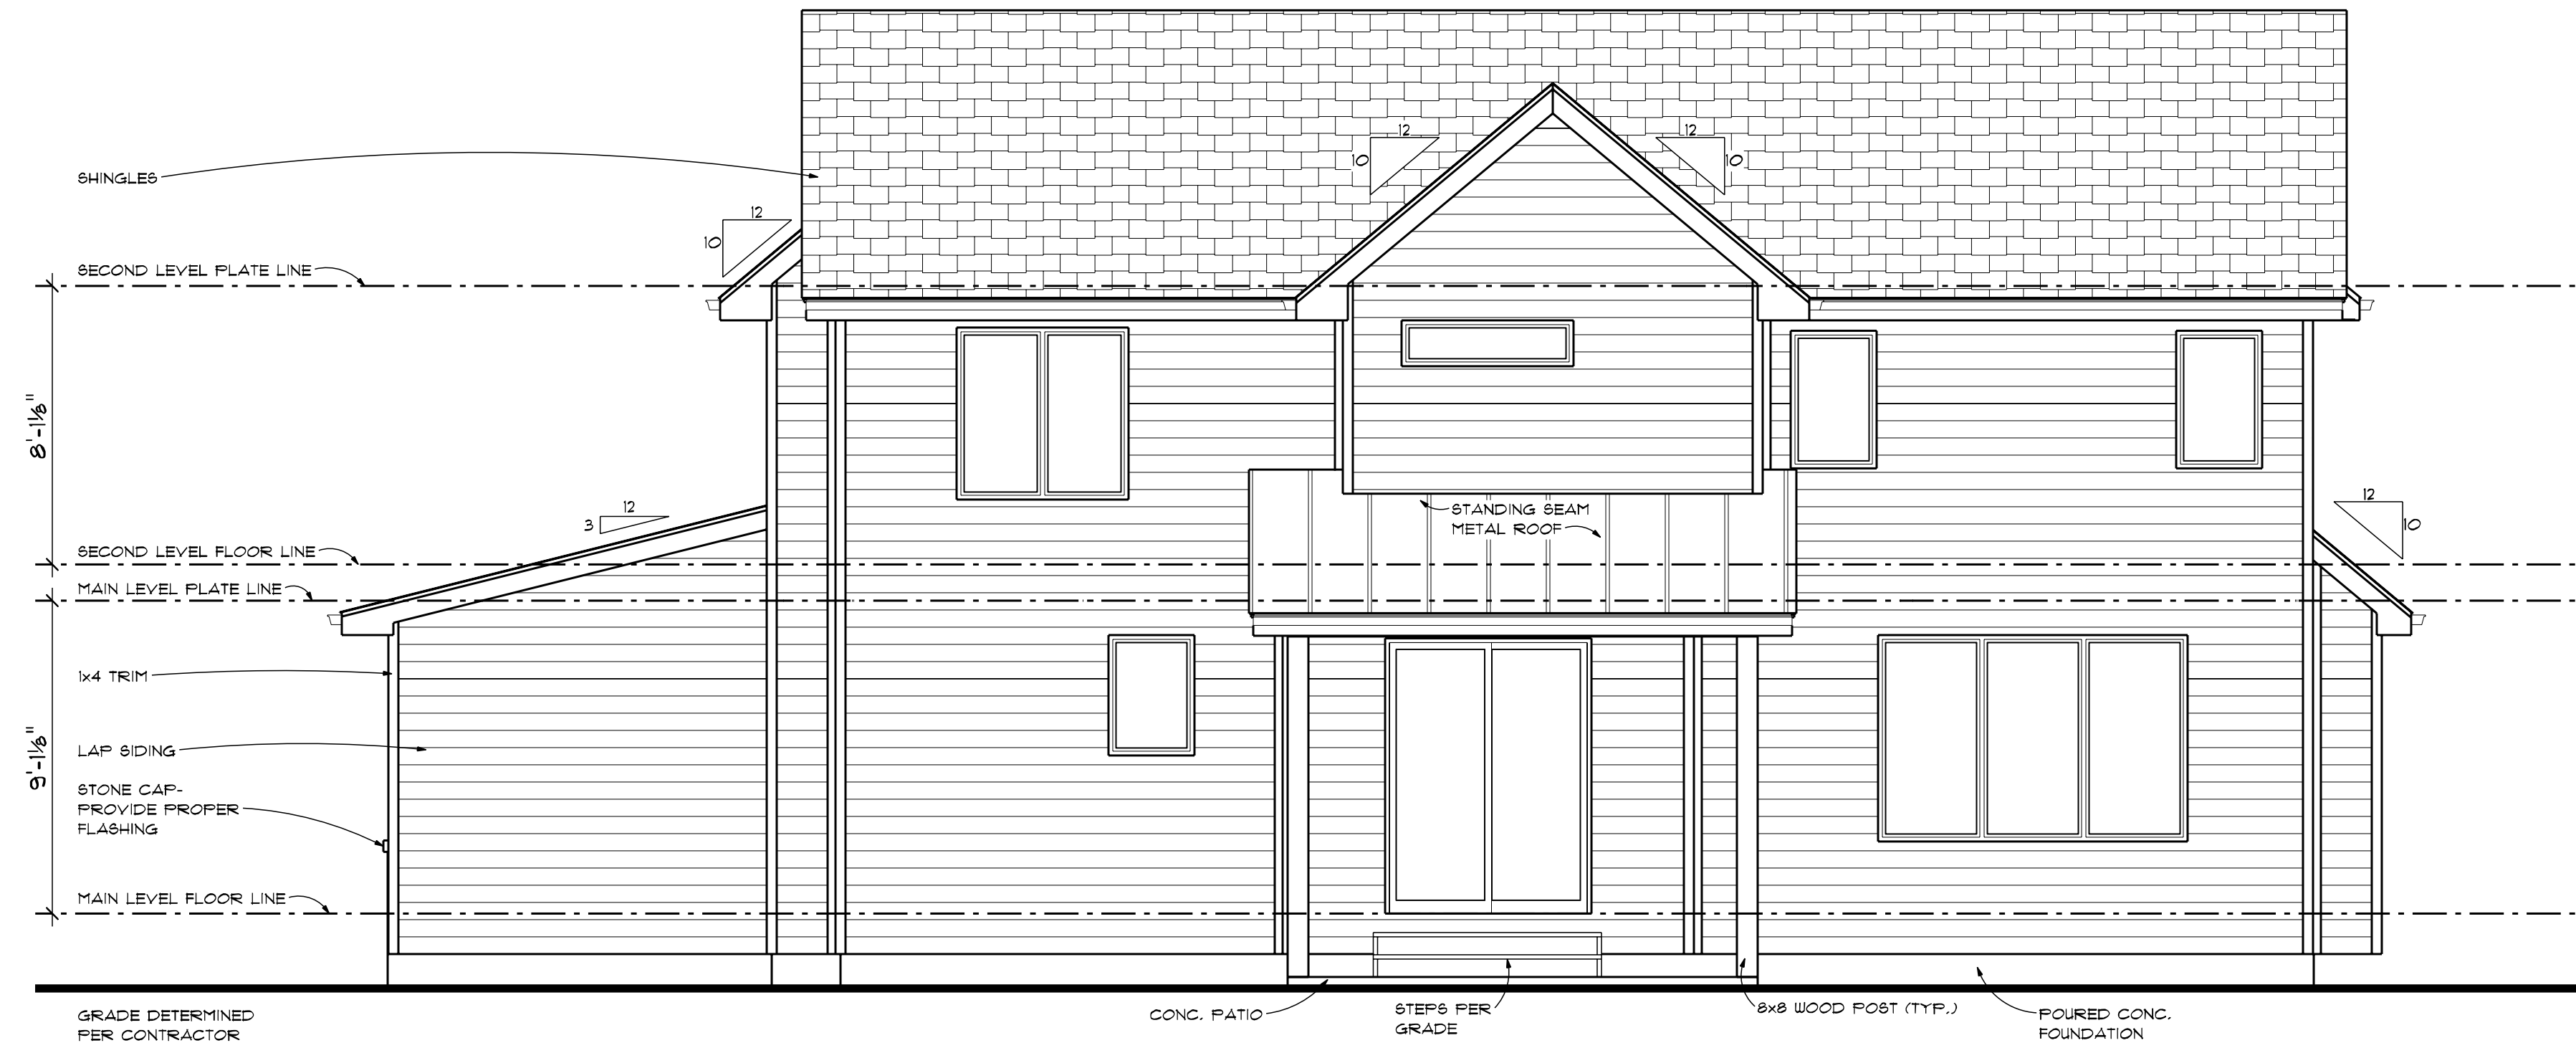 12
12
10
10
SHINGLES
12
10
SECOND LEVEL PLATE LINE
8'-1⅛"
12
STANDING SEAM
12
3
METAL ROOF
10
SECOND LEVEL FLOOR LINE
MAIN LEVEL PLATE LINE
1x4 TRIM
9'-1⅛"
LAP SIDING
STONE CAP-
PROVIDE PROPER
FLASHING
MAIN LEVEL FLOOR LINE
GRADE DETERMINED
PER CONTRACTOR
CONC. PATIO
STEPS PER
GRADE
8x8 WOOD POST (TYP.)
POURED CONC.
FOUNDATION